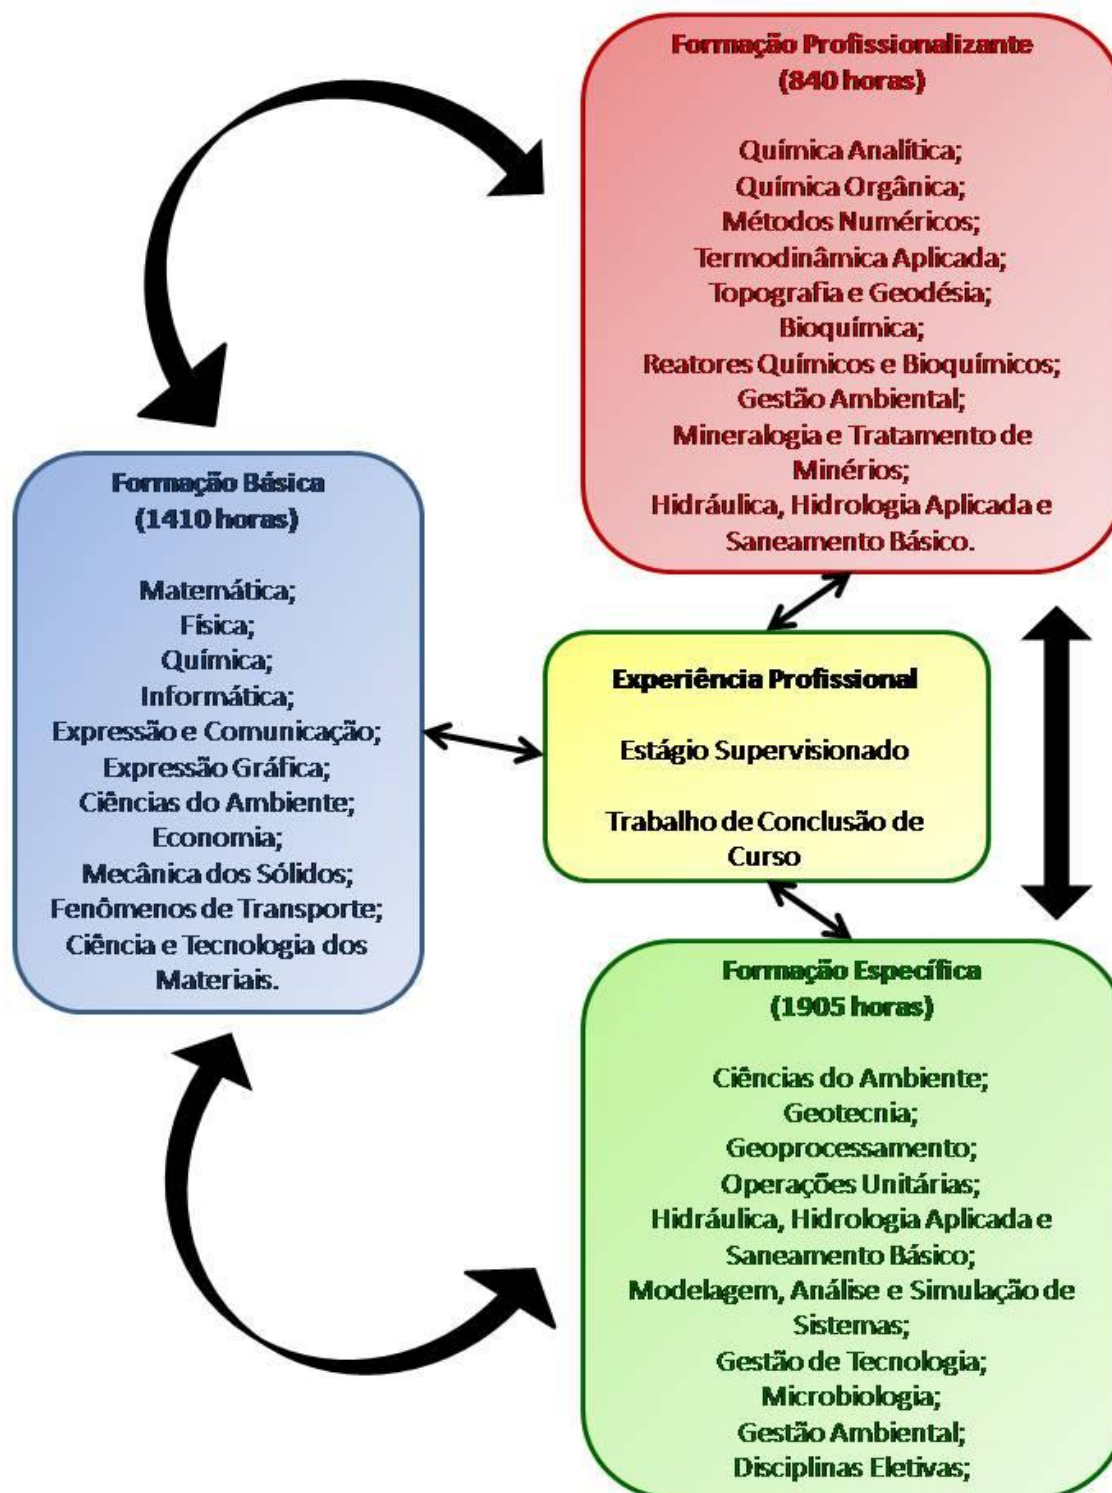 Formação Profissionalizante
(840 horas)
Química Analítica;
Química Orgânica;
Métodos Numéricos;
Termodinâmica Aplicada;
Topografia e Geodésia;
Bioquímica;
Reatores Químicos e Bioquímicos;
Gestão Ambiental;
Mineralogia e Tratamento de
Minérios;
Hidráulica, Hidrologia Aplicada e
Saneamento Básico.
Formação Básica
(1410 horas)
Matemática;
Física;
Química;
Informática;
Expressão e Comunicação;
Expressão Gráfica;
Ciências do Ambiente;
Economia;
Mecânica dos Sólidos;
Fenômenos de Transporte;
Ciência e Tecnologia dos
Materiais.
Experiência Profissional
Estágio Supervisionado
Trabalho de Conclusão de
Curso
Formação Específica
(1905 horas)
Ciências do Ambiente;
Geotecnia;
Geoprocessamento;
Operações Unitárias;
Hidráulica, Hidrologia Aplicada e
Saneamento Básico;
Modelagem, Análise e Simulação de
Sistemas;
Gestão de Tecnologia;
Microbiologia;
Gestão Ambiental;
Disciplinas Eletivas;